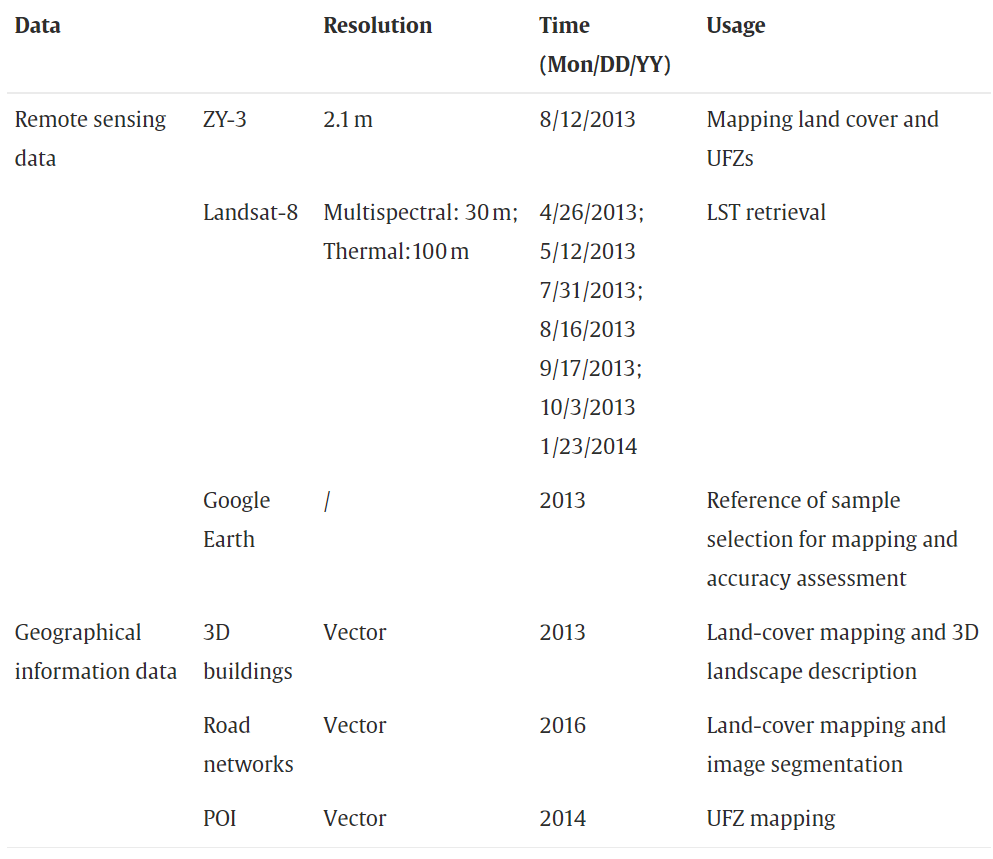 Data Resolution Time Usage
(Mon/DD/YY)
Remote sensing ZY-3 2.1 m 8/12/2013 Mapping land cover and
data UFZs
Landsat-8 Multispectral: 30 m; 4/26/2013; LST retrieval
Thermal:100 m 5/12/2013
7/31/2013;
8/16/2013
9/17/2013;
10/3/2013
1/23/2014
Google / 2013 Reference of sample
Earth selection for mapping and
accuracy assessment
Geographical 3D Vector 2013 Land-cover mapping and 3D
information data buildings landscape description
Road Vector 2016 Land-cover mapping and
networks image segmentation
POI Vector 2014 UFZ mapping